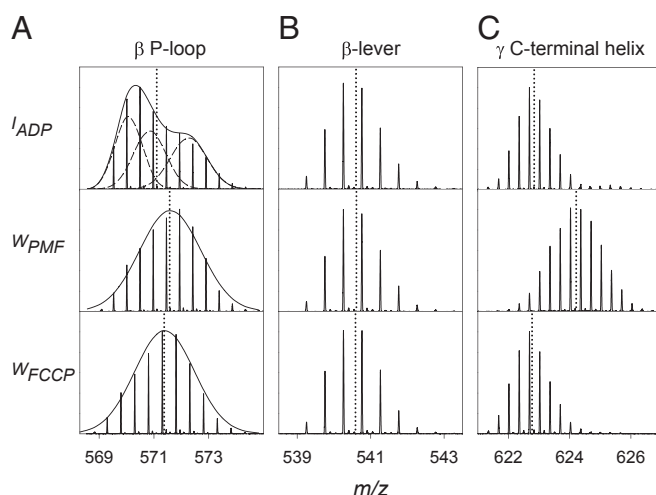 A B C
β P-loop β-lever γ C-terminal helix
I_ADP
W_PMF
W_FCCP
569 571 573 539 541 543 622 624 626
m/z